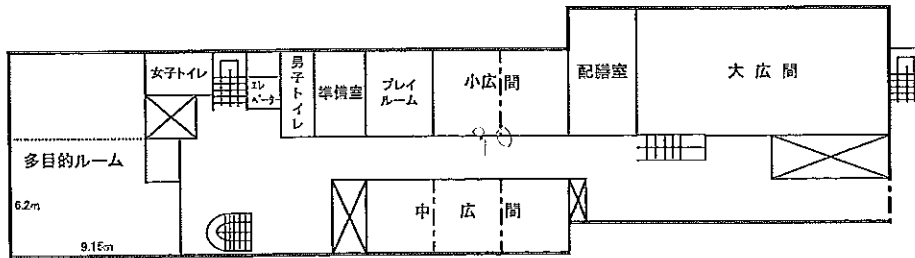 女子トイレ
エレ
ベーター
男子トイレ
準備室
プレイ
ルーム
小広間
配膳室
大広間
多目的ルーム
6.2m
9.15m
中広間